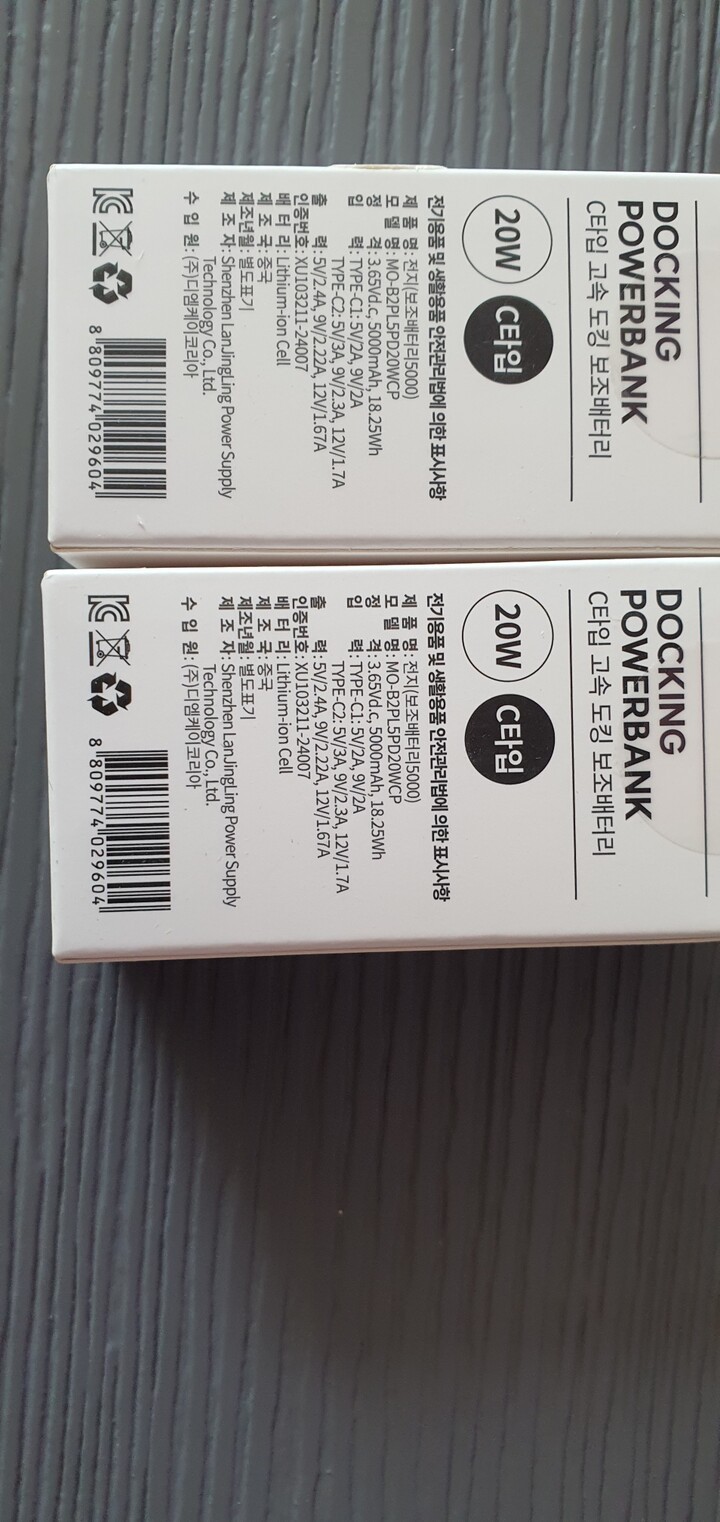 DOCKING
POWERBANK
C타입 고속 도킹 보조배터리
20W
C타입
전기용품 및 생활용품 안전관리법에 의한 표시사항
제 품 명 : 전지(보조배터리5000)
모 델 명 : MO-B2PL5PD20WCP
정 격 : 3.65Vd.c, 5000mAh, 18.25Wh
입 력 : TYPE-C1: 5V/2A, 9V/2A
TYPE-C2: 5V/3A, 9V/2.3A, 12V/1.7A
출 력 : 5V/2.4A, 9V/2.22A, 12V/1.67A
인증번호 : XU103211-24007
배 터 리 : Lithium-ion Cell
제 조 국 : 중국
제조년월 : 별도표기
제 조 자 : Shenzhen LanJingLing Power Supply
Technology Co., Ltd.
수 입 원 : (주)디엠케이코리아
8 809774 029604
DOCKING
POWERBANK
C타입 고속 도킹 보조배터리
20W
C타입
전기용품 및 생활용품 안전관리법에 의한 표시사항
제 품 명 : 전지(보조배터리5000)
모 델 명 : MO-B2PL5PD20WCP
정 격 : 3.65Vd.c, 5000mAh, 18.25Wh
입 력 : TYPE-C1: 5V/2A, 9V/2A
TYPE-C2: 5V/3A, 9V/2.3A, 12V/1.7A
출 력 : 5V/2.4A, 9V/2.22A, 12V/1.67A
인증번호 : XU103211-24007
배 터 리 : Lithium-ion Cell
제 조 국 : 중국
제조년월 : 별도표기
제 조 자 : Shenzhen LanJingLing Power Supply
Technology Co., Ltd.
수 입 원 : (주)디엠케이코리아
8 809774 029604